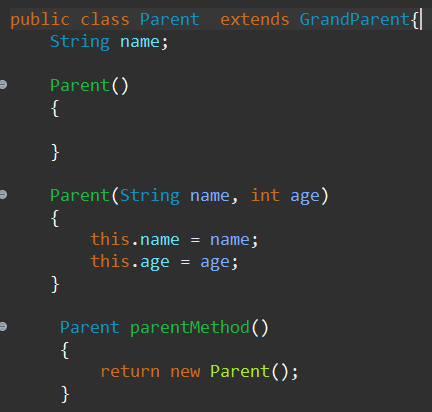 public class Parent  extends GrandParent{
    String name;
    Parent()
    {
    }
    Parent(String name, int age)
    {
        this.name = name;
        this.age = age;
    }
     Parent parentMethod()
     {
         return new Parent();
     }